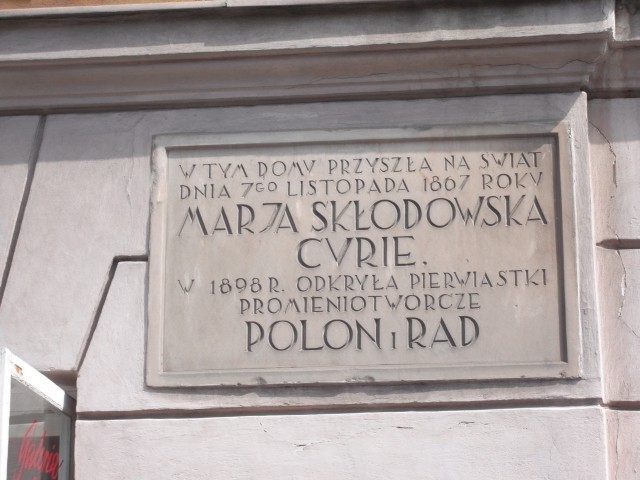 W TYM DOMV PRZYSZŁA NA SWIAT
DNIA 7GO LISTOPADA 1867 ROKV
MARJA SKŁODOWSKA
CVRIE.
W 1898 R. ODKRYŁA PIERWIASTKI
PROMIENIOTWORCZE
POLON I RAD